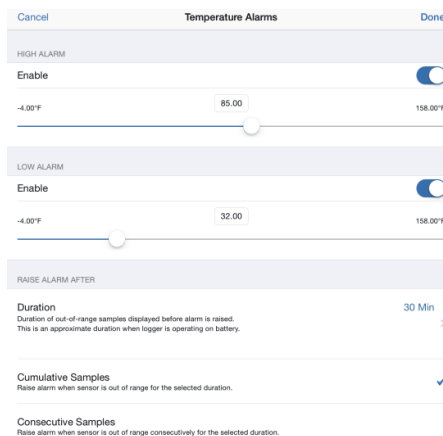 Cancel Temperature Alarms Done
HIGH ALARM
Enable
-4.00°F 85.00 158.00°F
LOW ALARM
Enable
-4.00°F 32.00 158.00°F
RAISE ALARM AFTER
Duration 30 Min
Duration of out-of-range samples displayed before alarm is raised.
This is an approximate duration when logger is operating on battery.
Cumulative Samples
Raise alarm when sensor is out of range for the selected duration.
Consecutive Samples
Raise alarm when sensor is out of range consecutively for the selected duration.